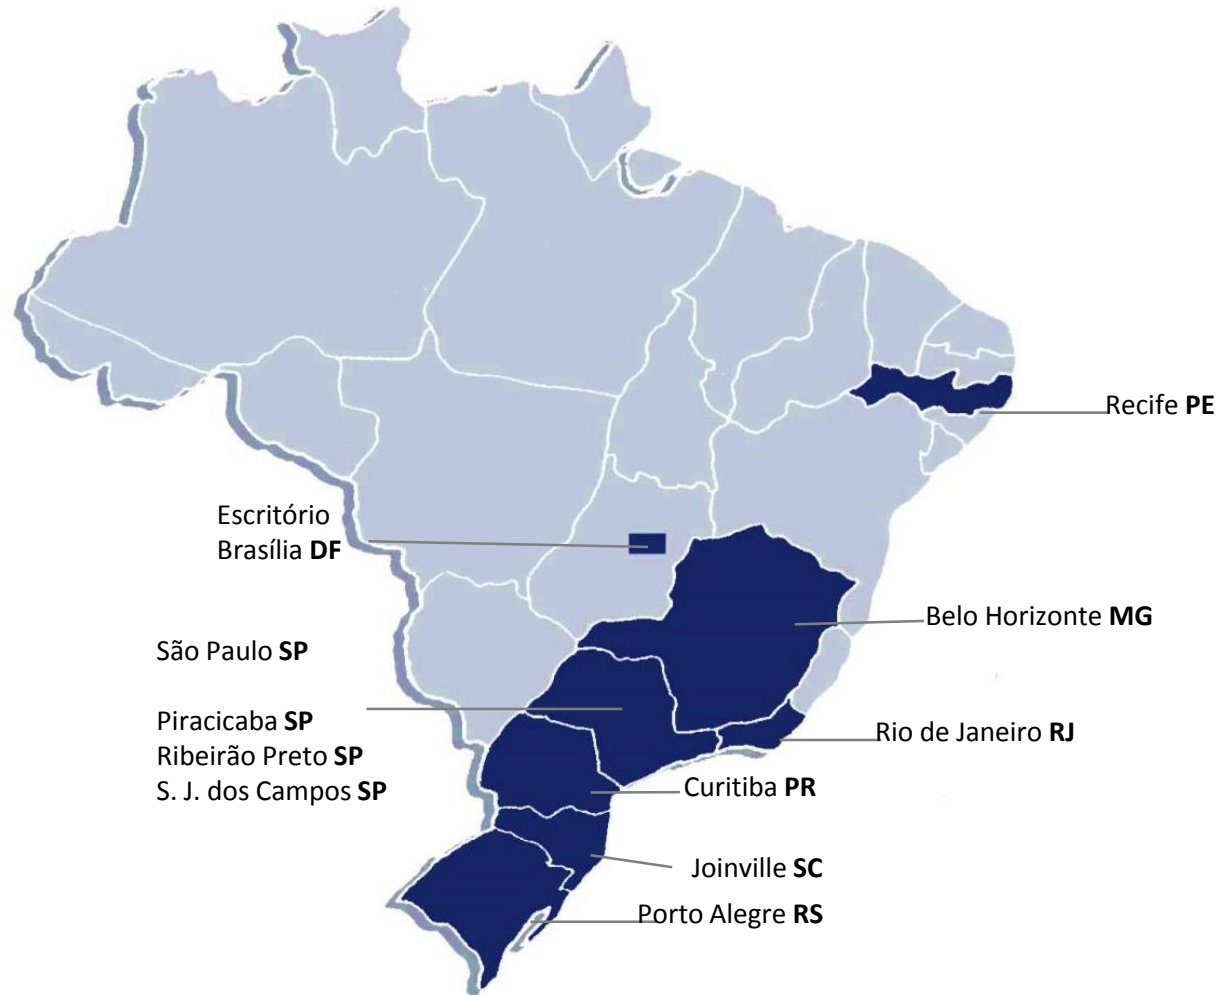 Recife PE
Escritório
Brasília DF
Belo Horizonte MG
São Paulo SP
Piracicaba SP
Ribeirão Preto SP
S. J. dos Campos SP
Rio de Janeiro RJ
Curitiba PR
Joinville SC
Porto Alegre RS